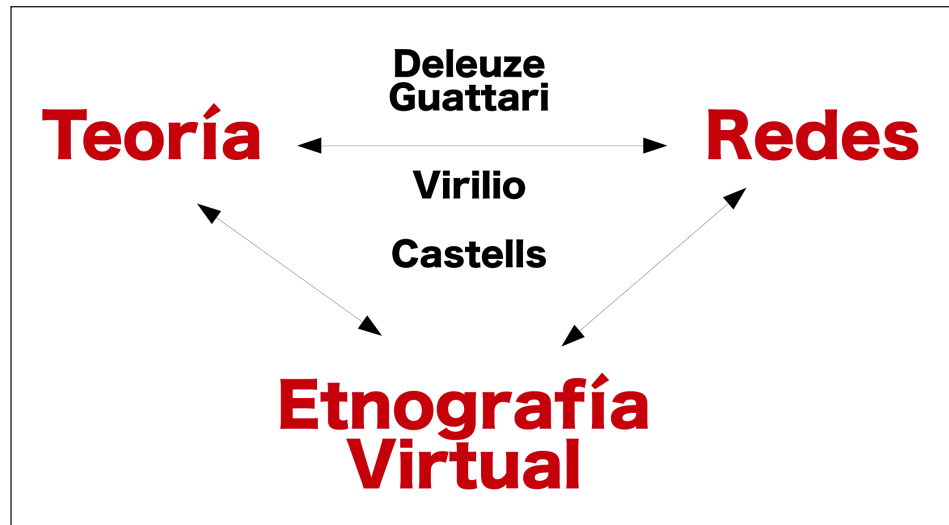 Deleuze
Guattari
Teoría
Redes
Virilio
Castells
Etnografía
Virtual